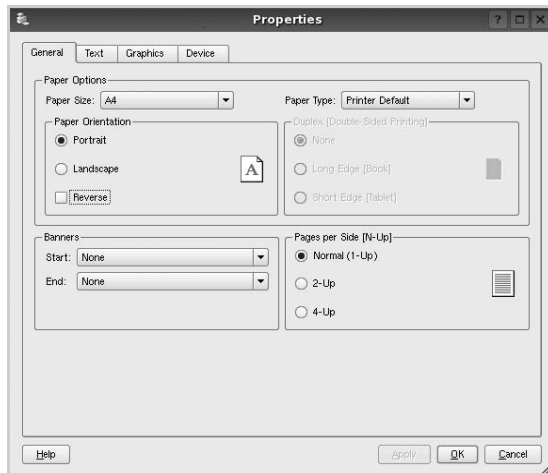 Properties
General Text Graphics Device
Paper Options
Paper Size: A4 Paper Type: Printer Default
Paper Orientation
Portrait
Landscape
A
Reverse
Duplex [Double-Sided Printing]
None
Long Edge [Book]
Short Edge [Tablet]
Banners
Start: None
End: None
Pages per Side [N-Up]
Normal (1-Up)
2-Up
4-Up
Help Apply OK Cancel